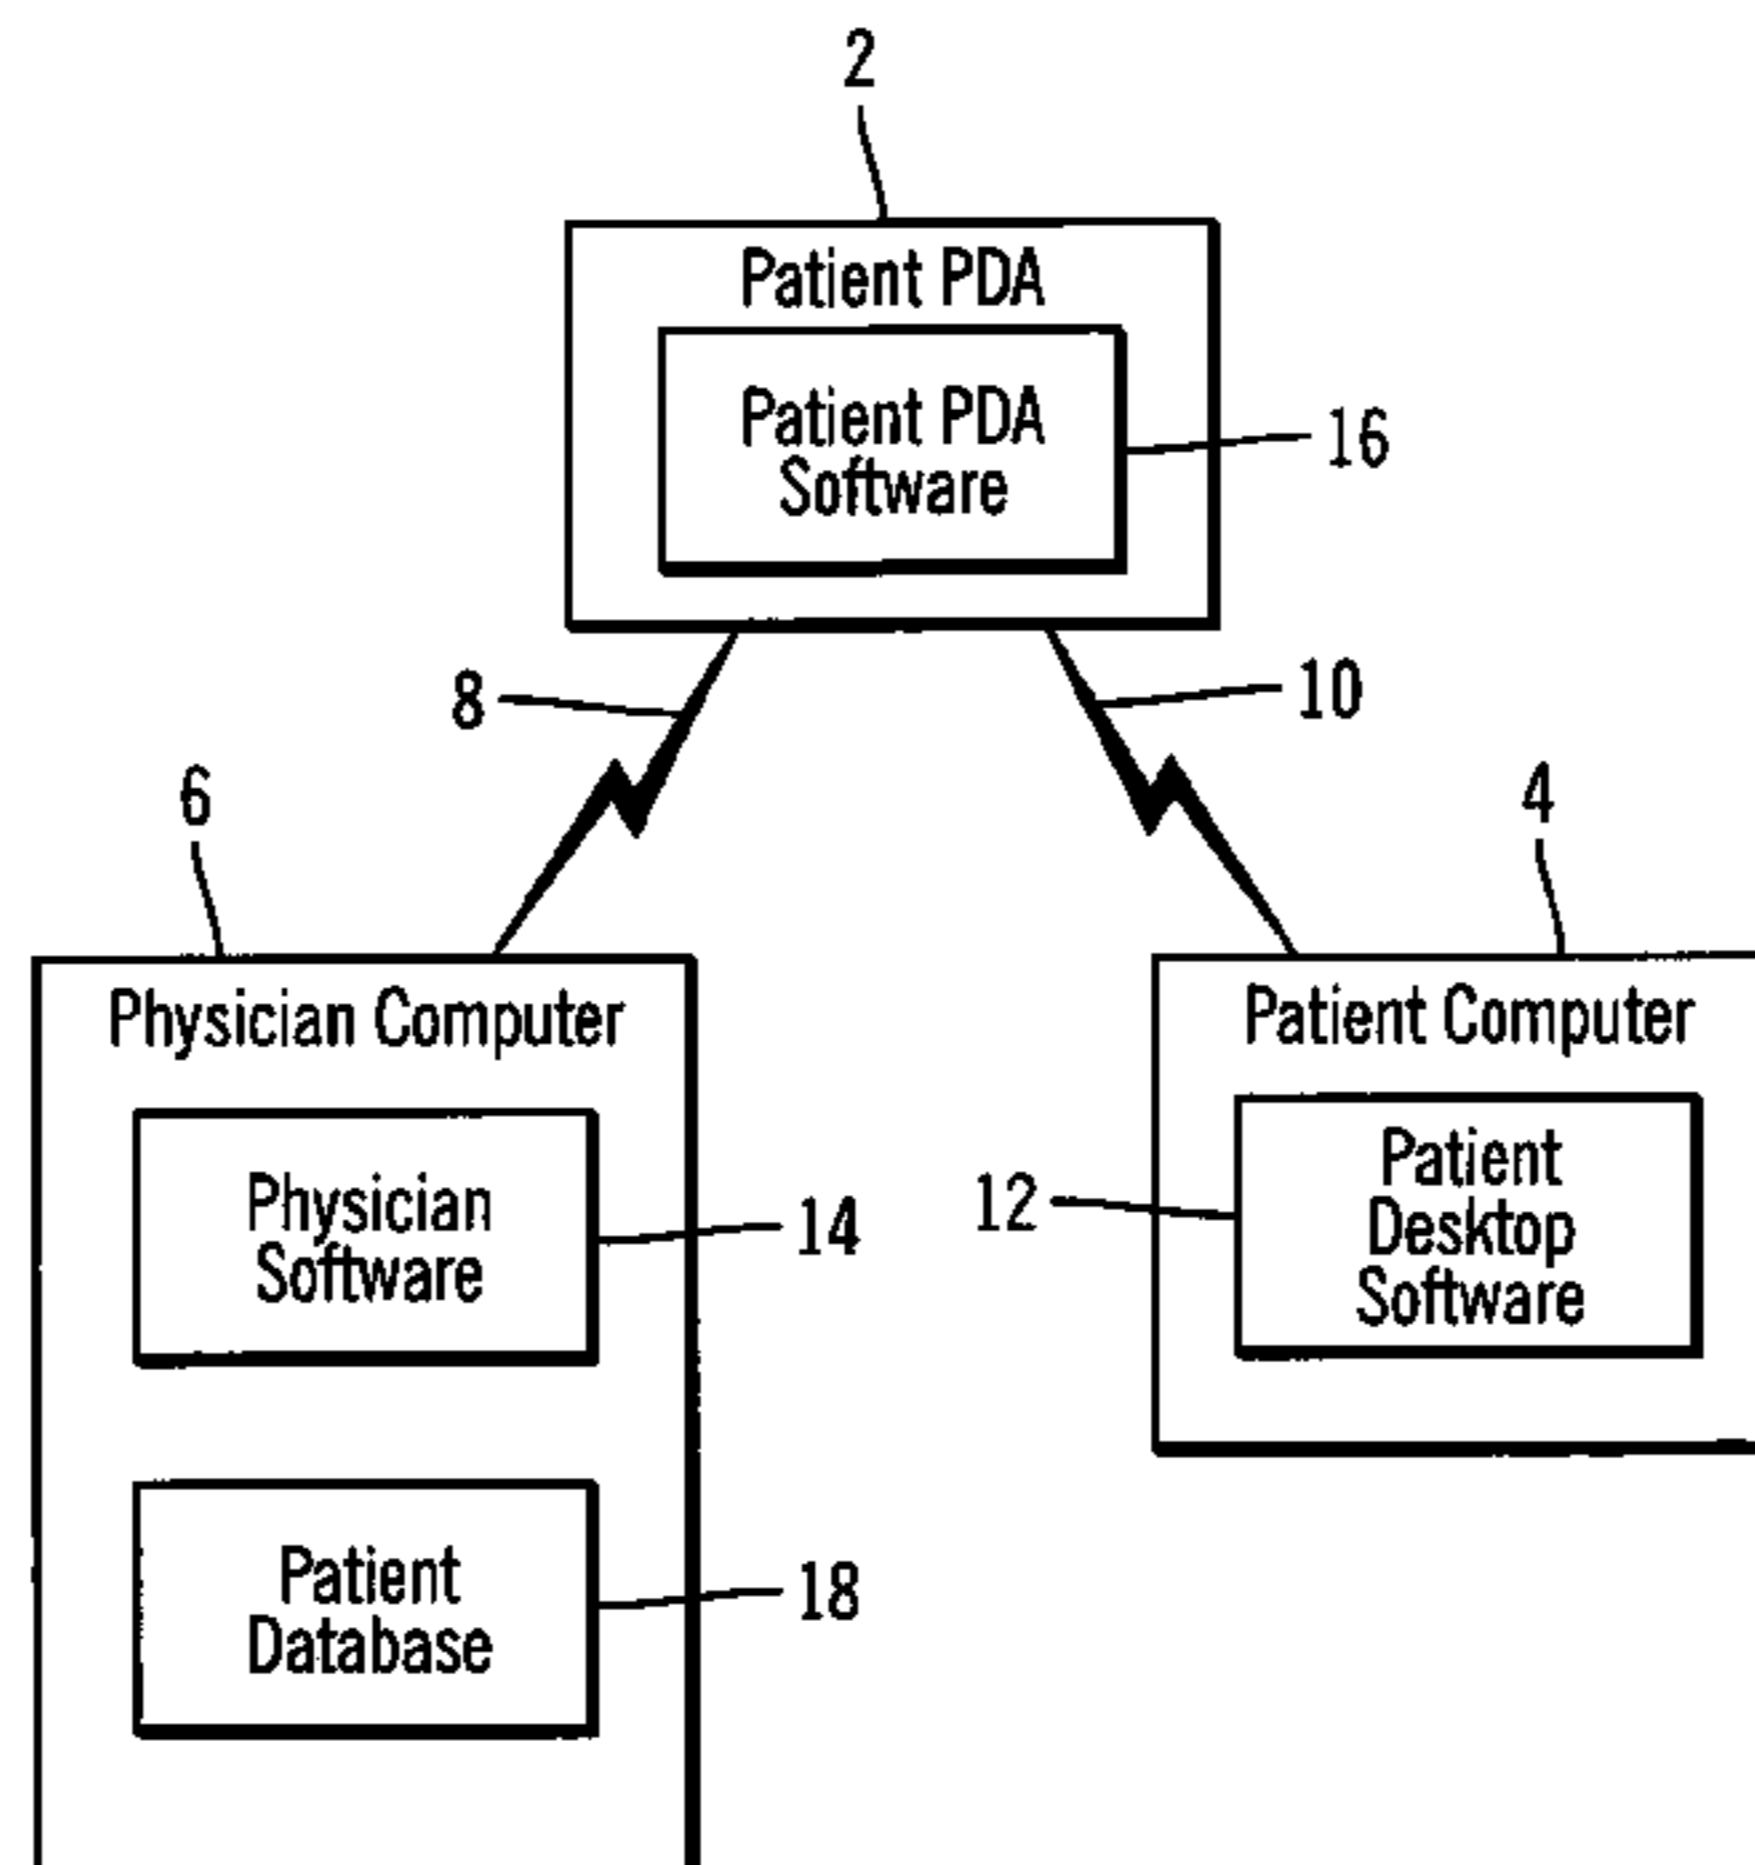 2
Patient PDA
Patient PDA
Software
16
8
10
6
4
Physician Computer
Patient Computer
Physician
Software
14
12
Patient
Desktop
Software
Patient
Database
18